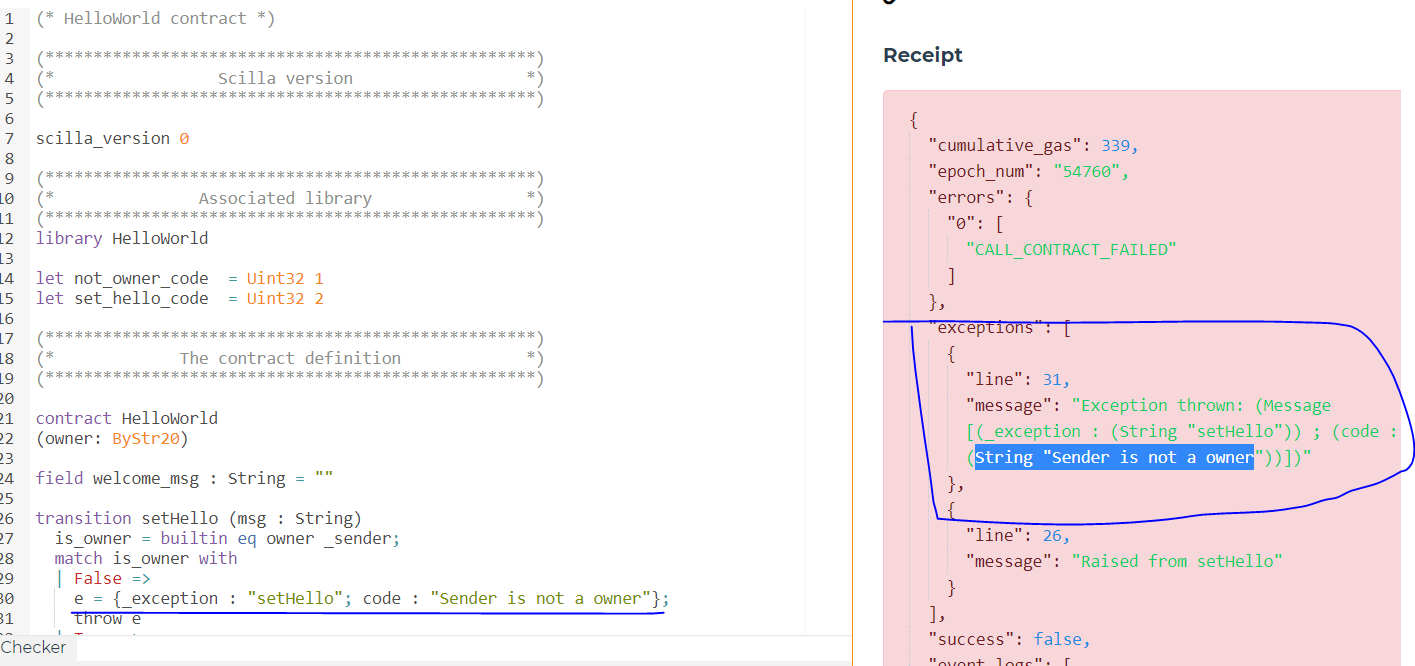 1 (* HelloWorld contract *)
2
3 (***************************************************)
4 (*                 Scilla version                  *)
5 (***************************************************)
6
7 scilla_version 0
8
9 (***************************************************)
10 (*               Associated library                *)
11 (***************************************************)
12 library HelloWorld
13
14 let not_owner_code  = Uint32 1
15 let set_hello_code  = Uint32 2
16
17 (***************************************************)
18 (*             The contract definition             *)
19 (***************************************************)
20
21 contract HelloWorld
22 (owner: ByStr20)
23
24 field welcome_msg : String = ""
25
26 transition setHello (msg : String)
27   is_owner = builtin eq owner _sender;
28   match is_owner with
29   | False =>
30     e = {_exception : "setHello"; code : "Sender is not a owner"};
31     throw e
Checker
Receipt
{
"cumulative_gas": 339,
"epoch_num": "54760",
"errors": {
"0": [
"CALL_CONTRACT_FAILED"
]
},
"exceptions": [
{
"line": 31,
"message": "Exception thrown: (Message
[(_exception : (String "setHello")) ; (code :
(String "Sender is not a owner"))])"
},
{
"line": 26,
"message": "Raised from setHello"
}
],
"success": false,
"event_logs": [